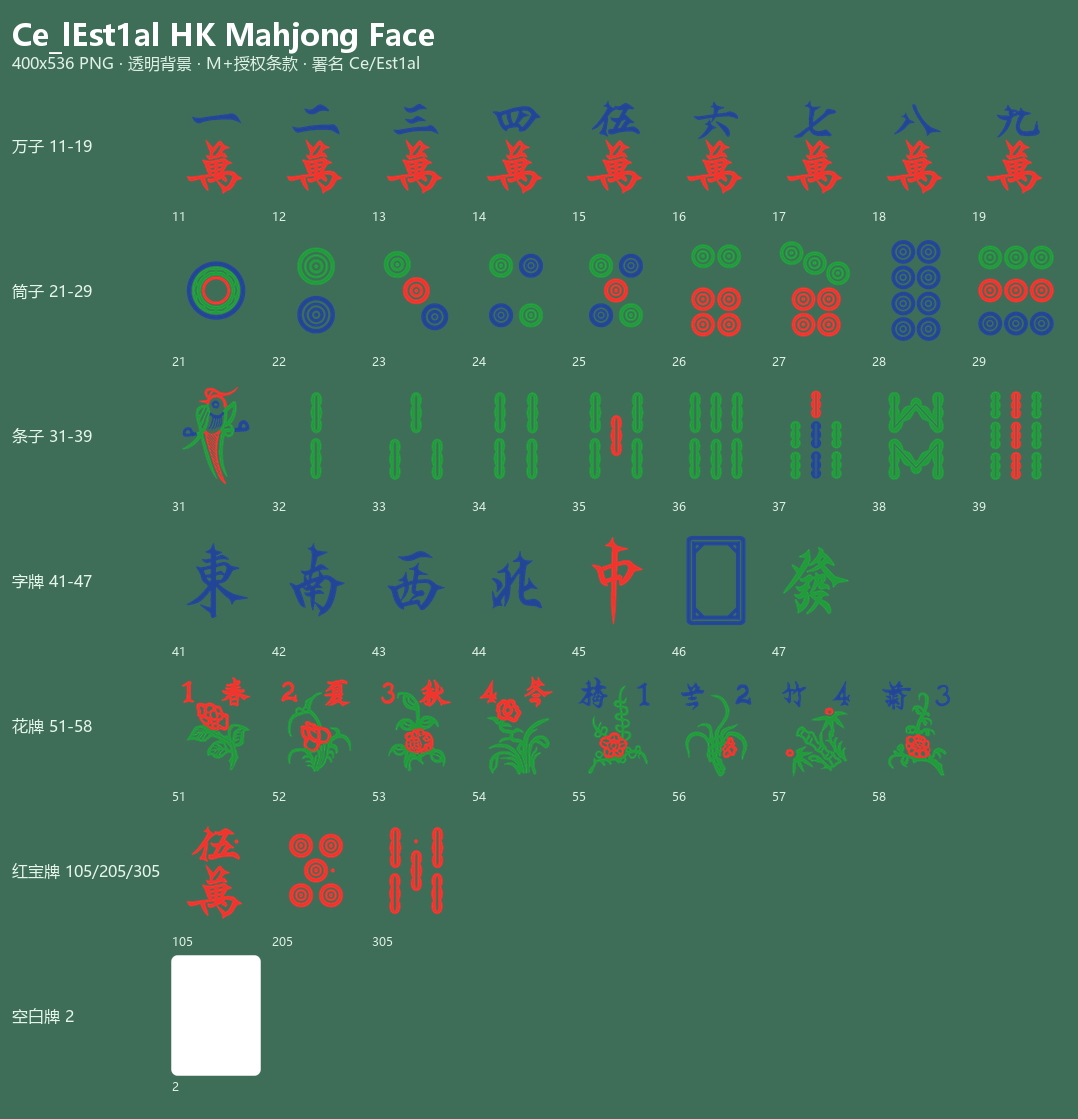 Ce_lEst1al HK Mahjong Face
400x536 PNG · 透明背景 · M+授权条款 · 署名 Ce/Est1al
一 二 三 四 伍 六 七 八 九
万子 11-19
萬 萬 萬 萬 萬 萬 萬 萬 萬
11 12 13 14 15 16 17 18 19
筒子 21-29
21 22 23 24 25 26 27 28 29
条子 31-39
31 32 33 34 35 36 37 38 39
字牌 41-47
東 南 西 北 中 發
41 42 43 44 45 46 47
1 春 2 夏 3 秋 4 冬 梅 1 兰 2 竹 4 菊 3
花牌 51-58
51 52 53 54 55 56 57 58
伍
红宝牌 105/205/305
萬
105 205 305
空白牌 2
2